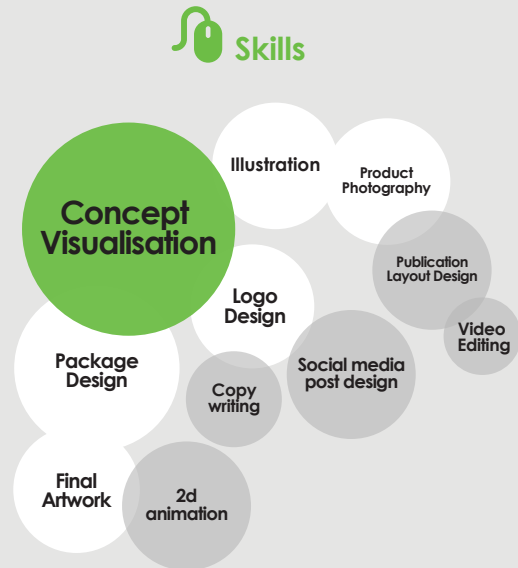 Skills
Illustration
Product
Photography
Concept
Visualisation
Publication
Layout Design
Logo
Design
Video
Editing
Package
Design
Social media
post design
Copy
writing
Final
Artwork
2d
animation